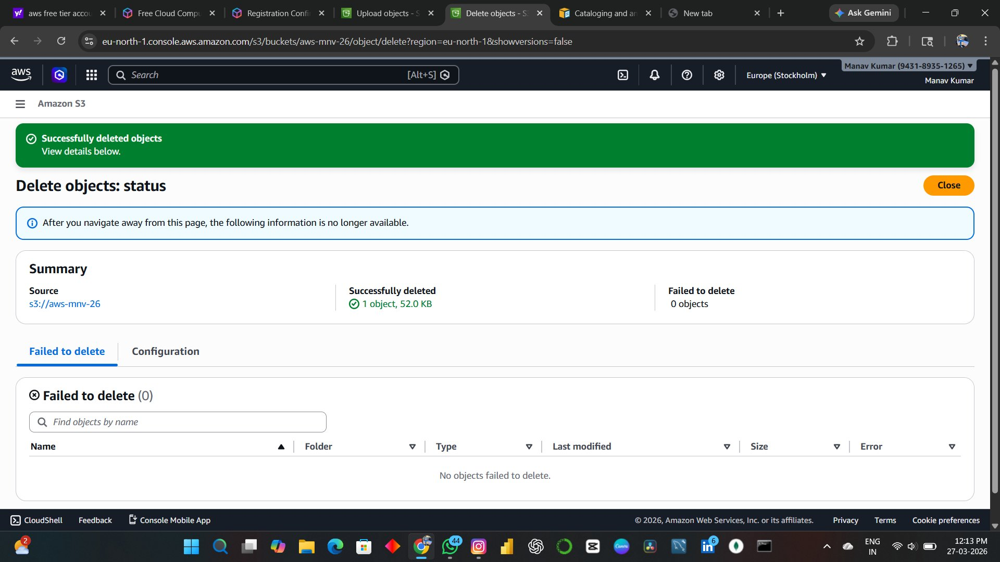 aws free tier accou
Free Cloud Compu
Registration Confi
Upload objects - S
Delete objects - S
Cataloging and an
New tab
Ask Gemini
eu-north-1.console.aws.amazon.com/s3/buckets/aws-mnv-26/object/delete?region=eu-north-1&showversions=false
aws
Search
[Alt+S]
Europe (Stockholm)
Manav Kumar (9431-8935-1265)
Manav Kumar
Amazon S3
Successfully deleted objects
View details below.
Delete objects: status
Close
After you navigate away from this page, the following information is no longer available.
Summary
Source
s3://aws-mnv-26
Successfully deleted
1 object, 52.0 KB
Failed to delete
0 objects
Failed to delete
Configuration
Failed to delete (0)
Find objects by name
Name
Folder
Type
Last modified
Size
Error
No objects failed to delete.
CloudShell
Feedback
Console Mobile App
© 2026, Amazon Web Services, Inc. or its affiliates.
Privacy
Terms
Cookie preferences
2
44
Canva
in
6
ENG
IN
12:13 PM
27-03-2026